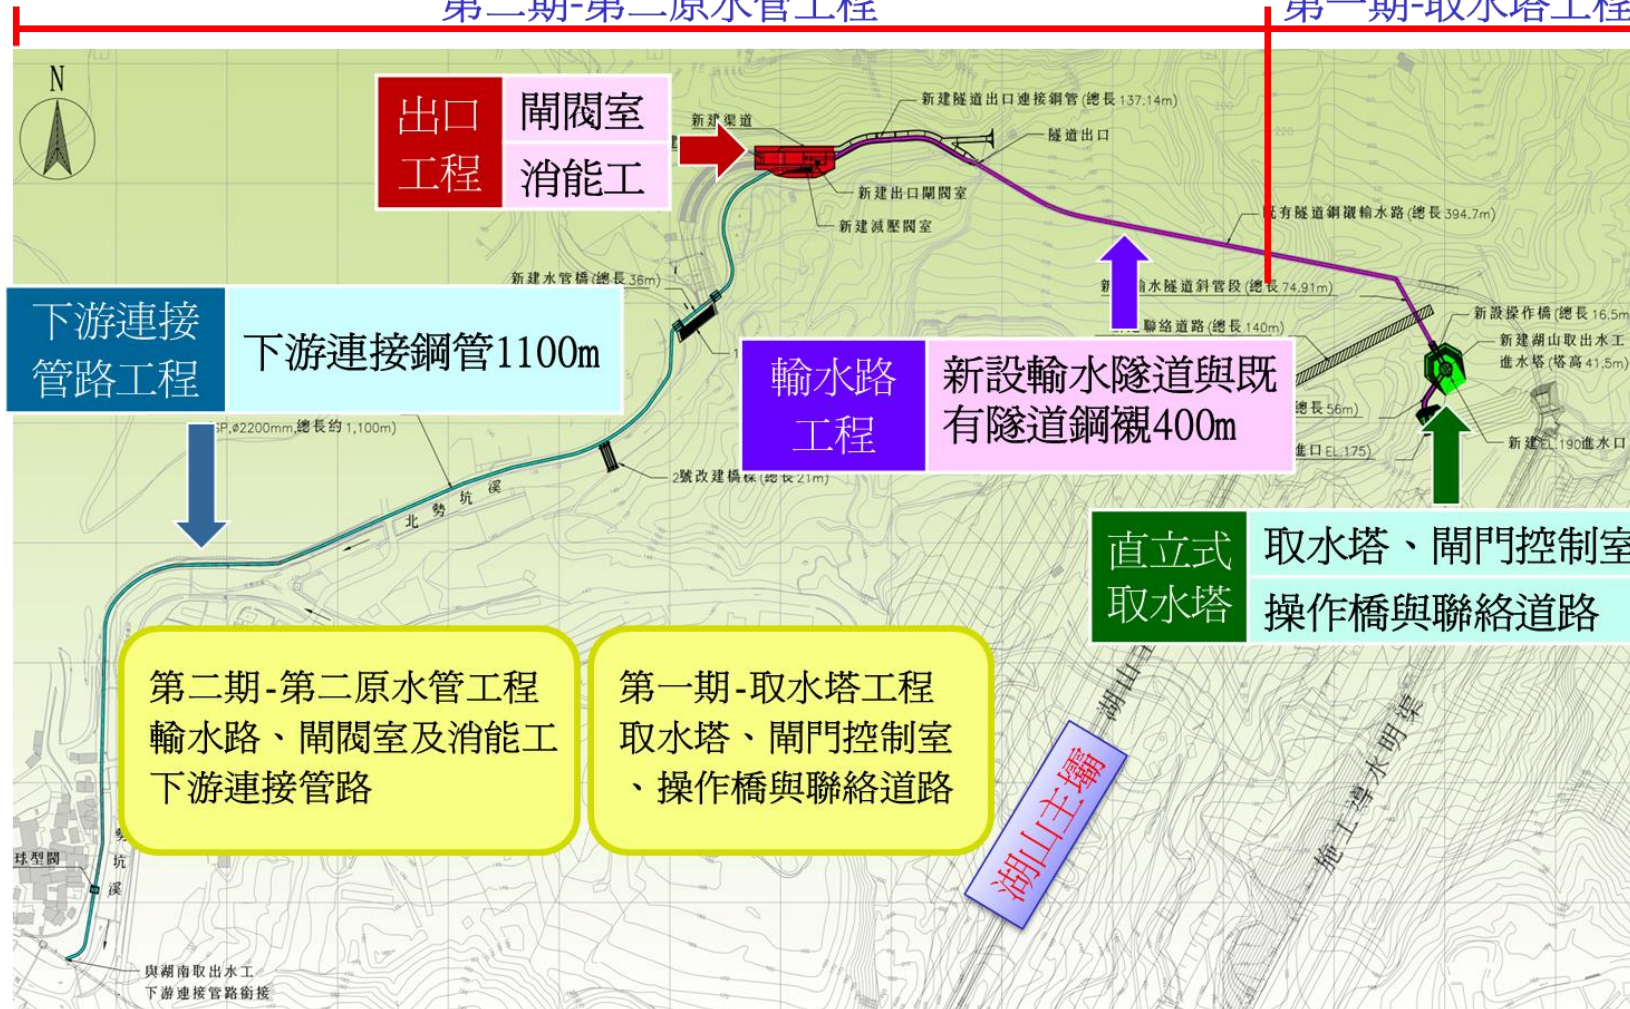 第二期-第二原水管工程
第一期-取水塔工程
N
出口
工程
閘閥室
消能工
新建渠道
新建隧道出口連接鋼管(總長137.14m)
隧道出口
新建出口閘閥室
新建減壓閥室
既有隧道鋼襯輸水路(總長394.7m)
新建水管橋(總長36m)
輸水隧道斜管段(總長74.91m)
聯絡道路(總長140m)
新設操作橋(總長16.5m
新建湖山取出水工
進水塔(塔高41.5m)
下游連接
管路工程
下游連接鋼管1100m
輸水路
工程
新設輸水隧道與既
有隧道鋼襯400m
SP,ø2200mm,總長約1,100m)
總長56m)
進口EL.175)
新建EL.190進水口
2號改建橋樑(總長21m)
北勢坑溪
直立式
取水塔
取水塔、閘門控制室
操作橋與聯絡道路
第二期-第二原水管工程
輸水路、閘閥室及消能工
下游連接管路
第一期-取水塔工程
取水塔、閘門控制室
、操作橋與聯絡道路
湖山主
湖山主壩
施工導水明渠
球型閥
勢坑溪
與湖南取出水工
下游連接管路銜接